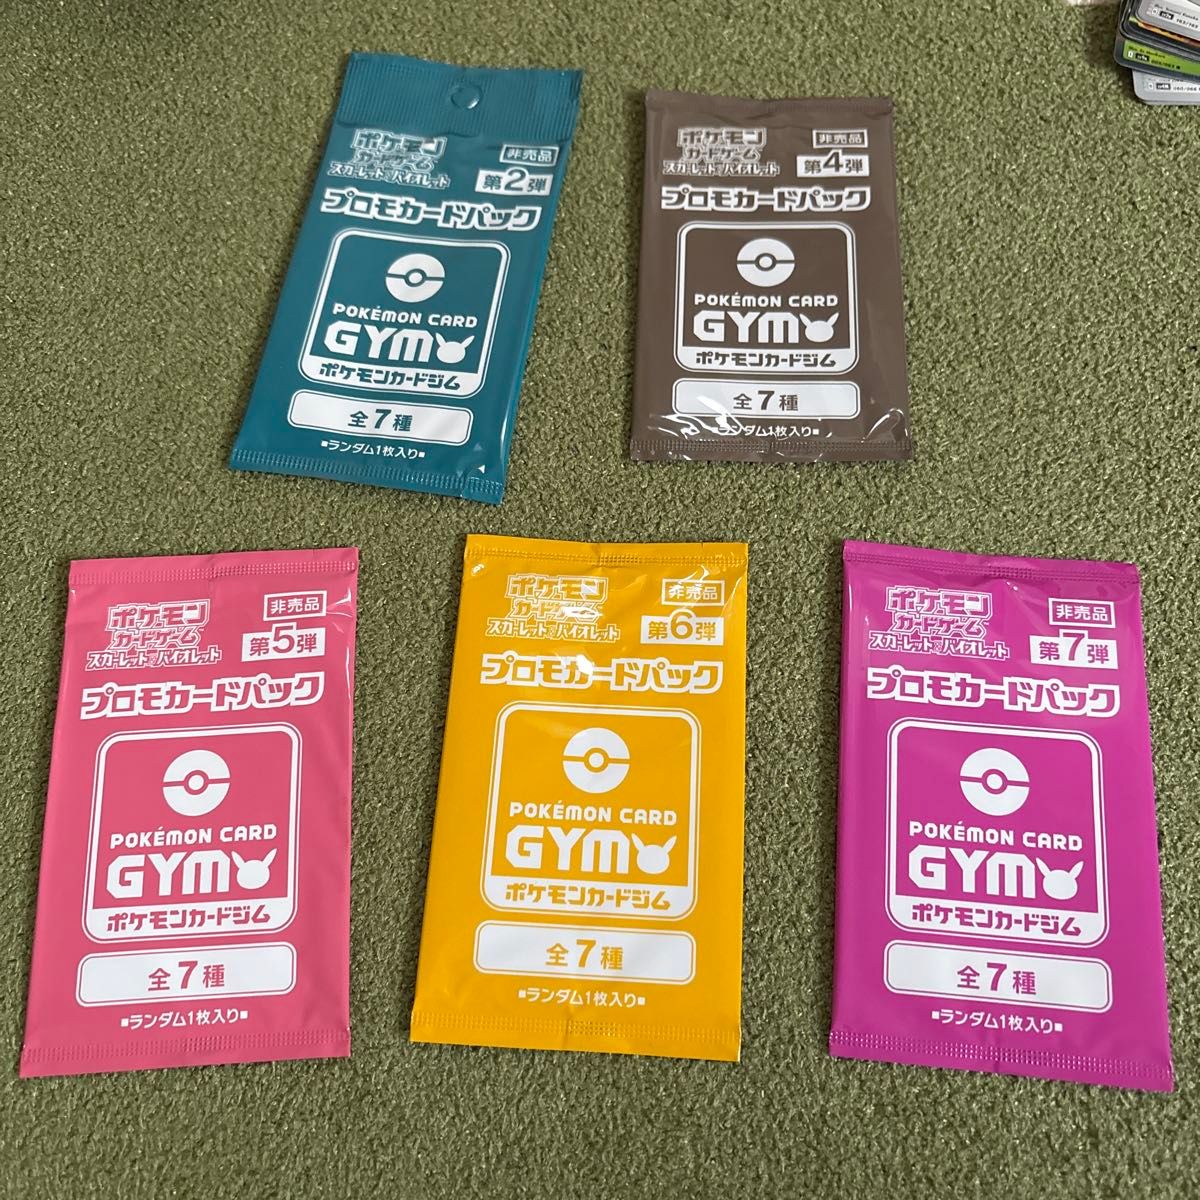 ポケモン
カードゲーム
スカーレット&バイオレット
非売品
第2弾
プロモカードパック
POKÉMON CARD
GYM
ポケモンカードジム
全7種
■ランダム1枚入り■
ポケモン
カードゲーム
スカーレット&バイオレット
非売品
第4弾
プロモカードパック
POKÉMON CARD
GYM
ポケモンカードジム
全7種
■ランダム1枚入り■
ポケモン
カードゲーム
スカーレット&バイオレット
非売品
第5弾
プロモカードパック
POKÉMON CARD
GYM
ポケモンカードジム
全7種
■ランダム1枚入り■
ポケモン
カードゲーム
スカーレット&バイオレット
非売品
第6弾
プロモカードパック
POKÉMON CARD
GYM
ポケモンカードジム
全7種
■ランダム1枚入り■
ポケモン
カードゲーム
スカーレット&バイオレット
非売品
第7弾
プロモカードパック
POKÉMON CARD
GYM
ポケモンカードジム
全7種
■ランダム1枚入り■